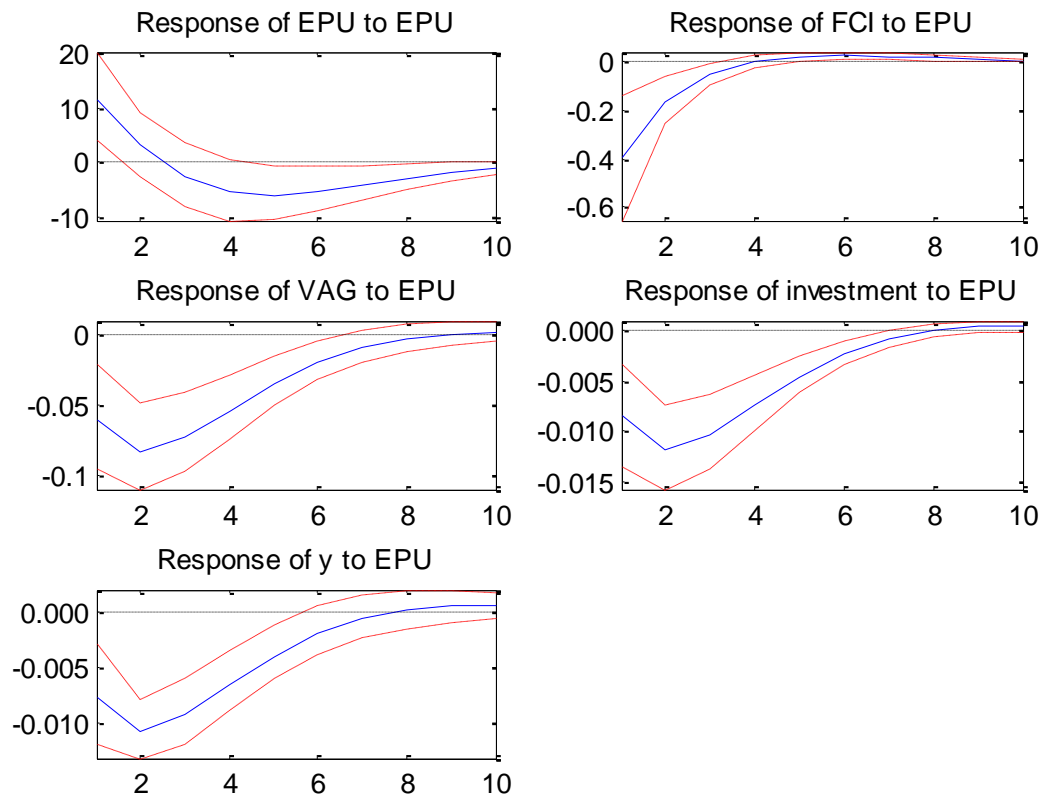 Response of EPU to EPU
20
10
0
-10
2 4 6 8 10
Response of FCI to EPU
0
-0.2
-0.4
-0.6
2 4 6 8 10
Response of VAG to EPU
0
-0.05
-0.1
2 4 6 8 10
Response of investment to EPU
0.000
-0.005
-0.010
-0.015
2 4 6 8 10
Response of y to EPU
0.000
-0.005
-0.010
2 4 6 8 10